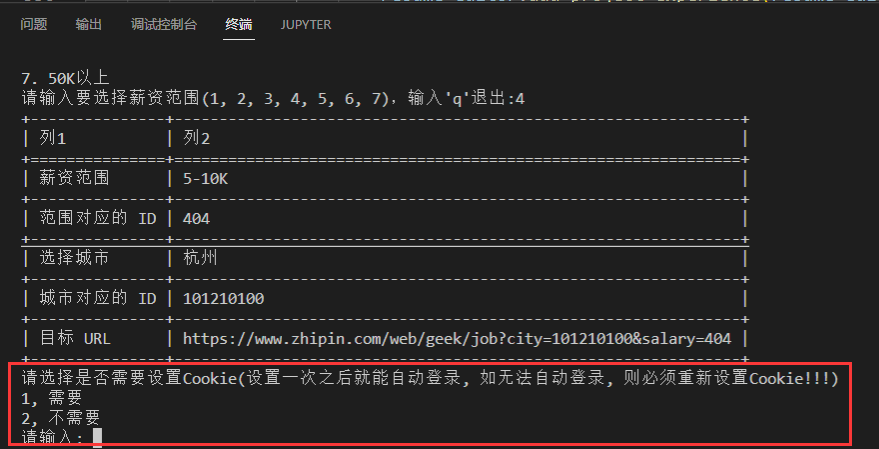 问题 输出 调试控制台 终端 JUPYTER
7. 50K以上
请输入要选择薪资范围(1, 2, 3, 4, 5, 6, 7), 输入'q'退出:4
列1 列2
薪资范围 5-10K
范围对应的 ID 404
选择城市 杭州
城市对应的 ID 101210100
目标 URL https://www.zhipin.com/web/geek/job?city=101210100&salary=404
请选择是否需要设置Cookie(设置一次之后就能自动登录, 如无法自动登录, 则必须重新设置Cookie!!!)
1, 需要
2, 不需要
请输入: